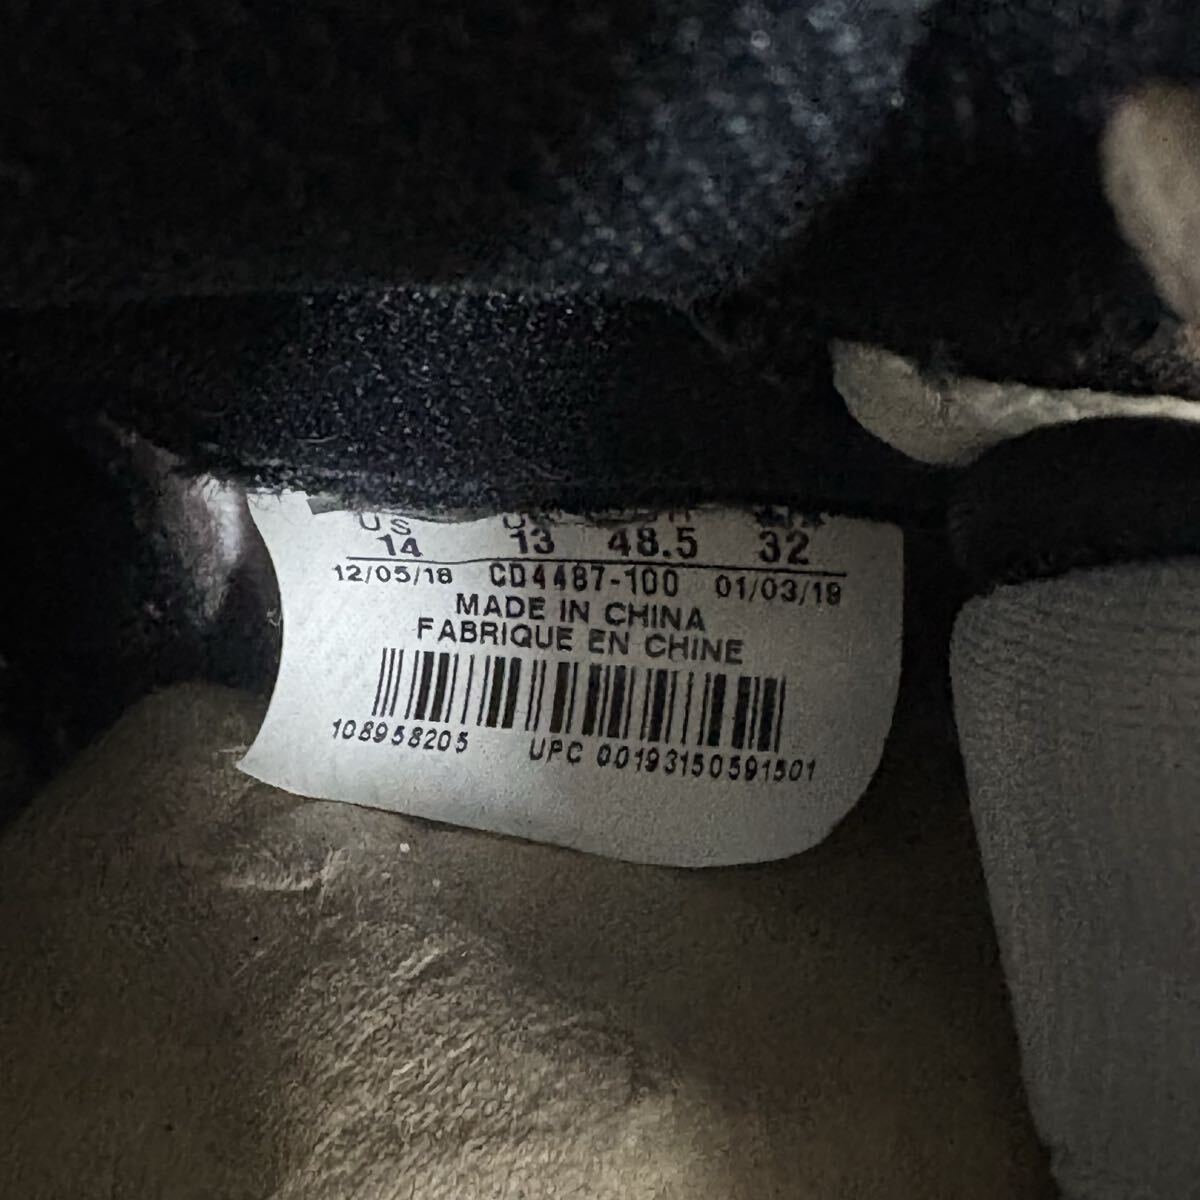 US
14 13 48.5 32
12/05/18 CD4487-100 01/03/19
MADE IN CHINA
FABRIQUE EN CHINE
108958205 UPC 00193150591501